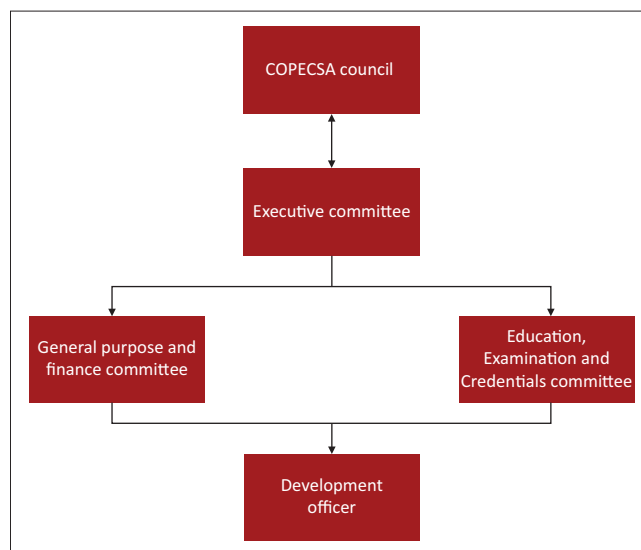 COPECSA council
Executive committee
General purpose and
finance committee
Education,
Examination and
Credentials committee
Development
officer